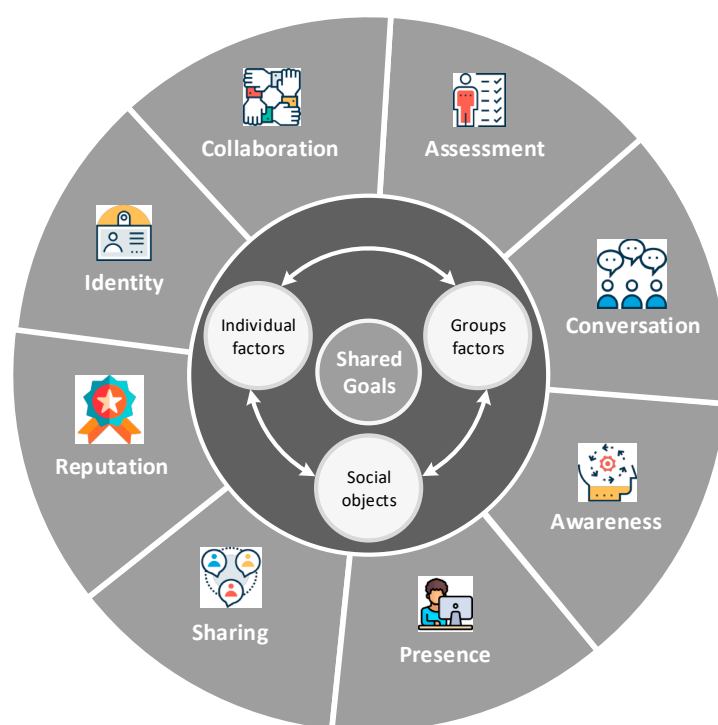 Collaboration
Assessment
Identity
Conversation
Individual
factors
Groups
factors
Shared
Goals
Reputation
Social
objects
Awareness
Sharing
Presence